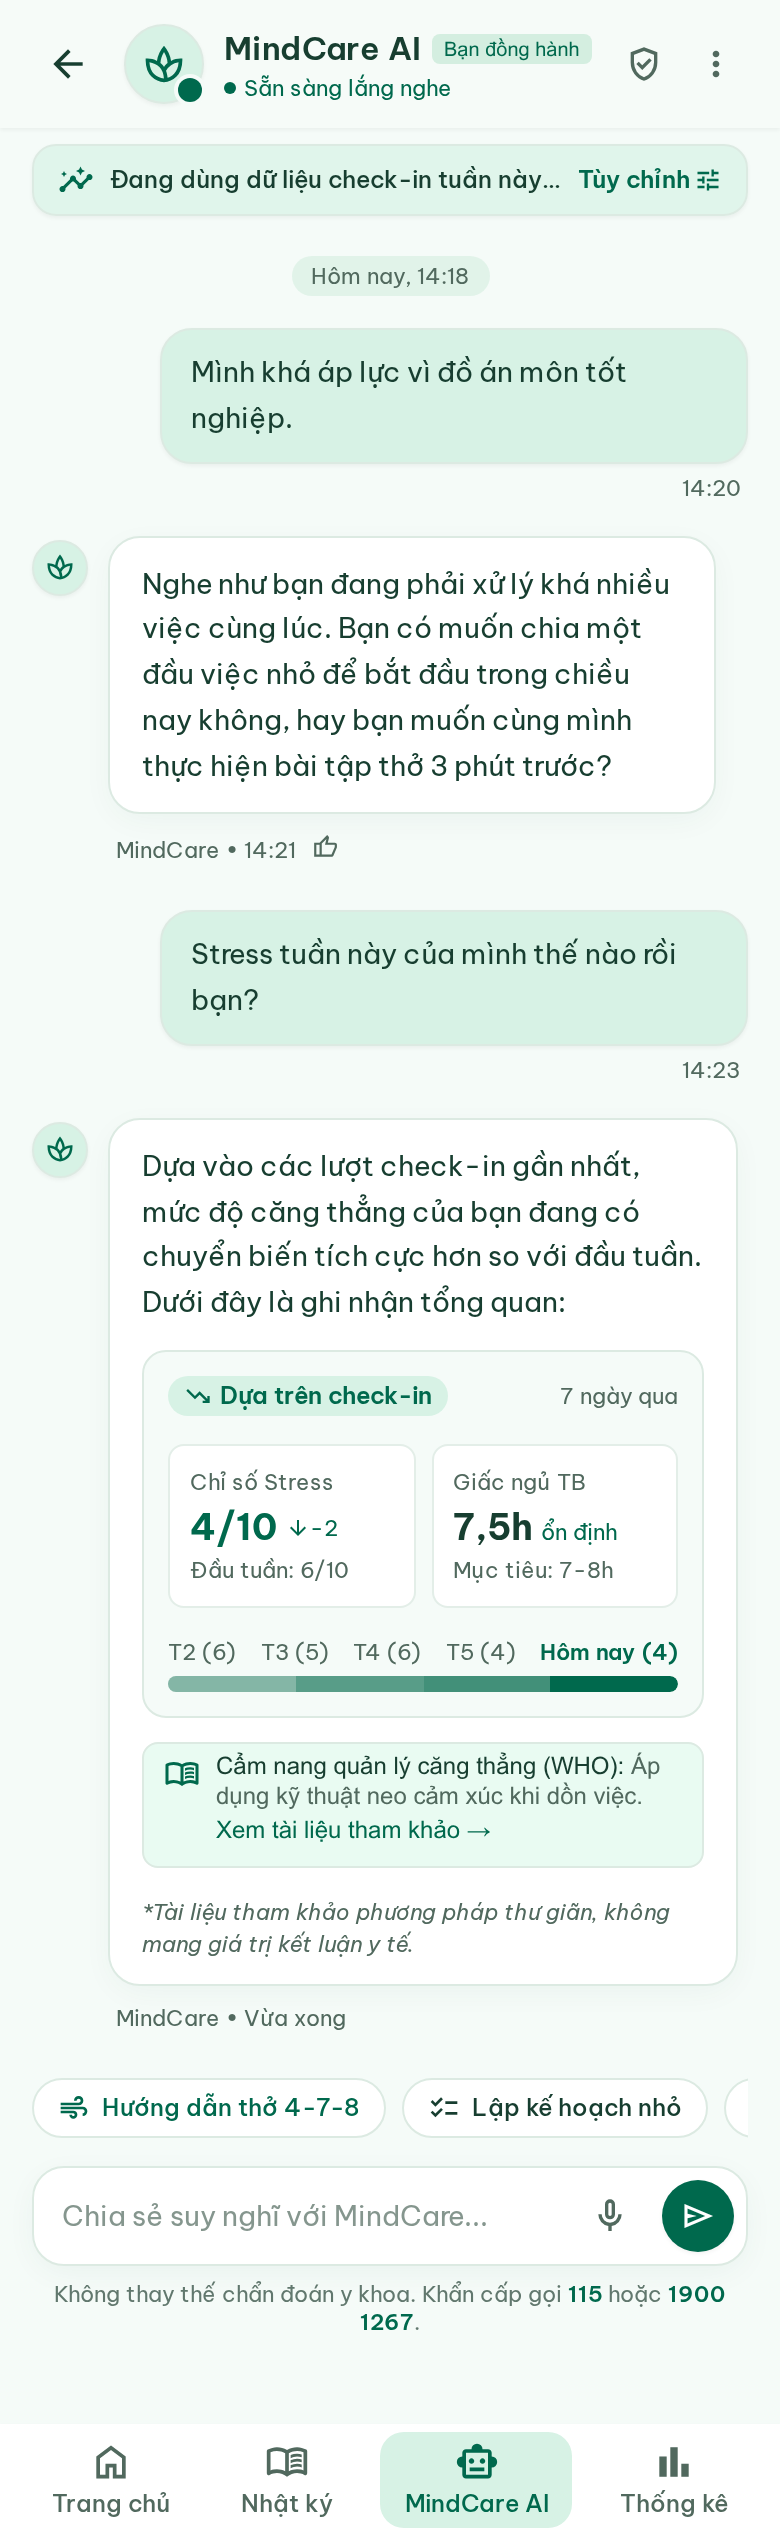 MindCare AI Bạn đồng hành
Sẵn sàng lắng nghe
Đang dùng dữ liệu check-in tuần này... Tùy chỉnh
Hôm nay, 14:18
Mình khá áp lực vì đồ án môn tốt
nghiệp.
14:20
Nghe như bạn đang phải xử lý khá nhiều
việc cùng lúc. Bạn có muốn chia một
đầu việc nhỏ để bắt đầu trong chiều
nay không, hay bạn muốn cùng mình
thực hiện bài tập thở 3 phút trước?
MindCare • 14:21
Stress tuần này của mình thế nào rồi
bạn?
14:23
Dựa vào các lượt check-in gần nhất,
mức độ căng thẳng của bạn đang có
chuyển biến tích cực hơn so với đầu tuần.
Dưới đây là ghi nhận tổng quan:
Dựa trên check-in 7 ngày qua
Chỉ số Stress
4/10 ↓-2
Đầu tuần: 6/10
Giấc ngủ TB
7,5h ổn định
Mục tiêu: 7-8h
T2 (6) T3 (5) T4 (6) T5 (4) Hôm nay (4)
Cẩm nang quản lý căng thẳng (WHO): Áp
dụng kỹ thuật neo cảm xúc khi dồn việc.
Xem tài liệu tham khảo →
*Tài liệu tham khảo phương pháp thư giãn, không
mang giá trị kết luận y tế.
MindCare • Vừa xong
Hướng dẫn thở 4-7-8 Lập kế hoạch nhỏ
Chia sẻ suy nghĩ với MindCare...
Không thay thế chẩn đoán y khoa. Khẩn cấp gọi 115 hoặc 1900
1267.
Trang chủ Nhật ký MindCare AI Thống kê